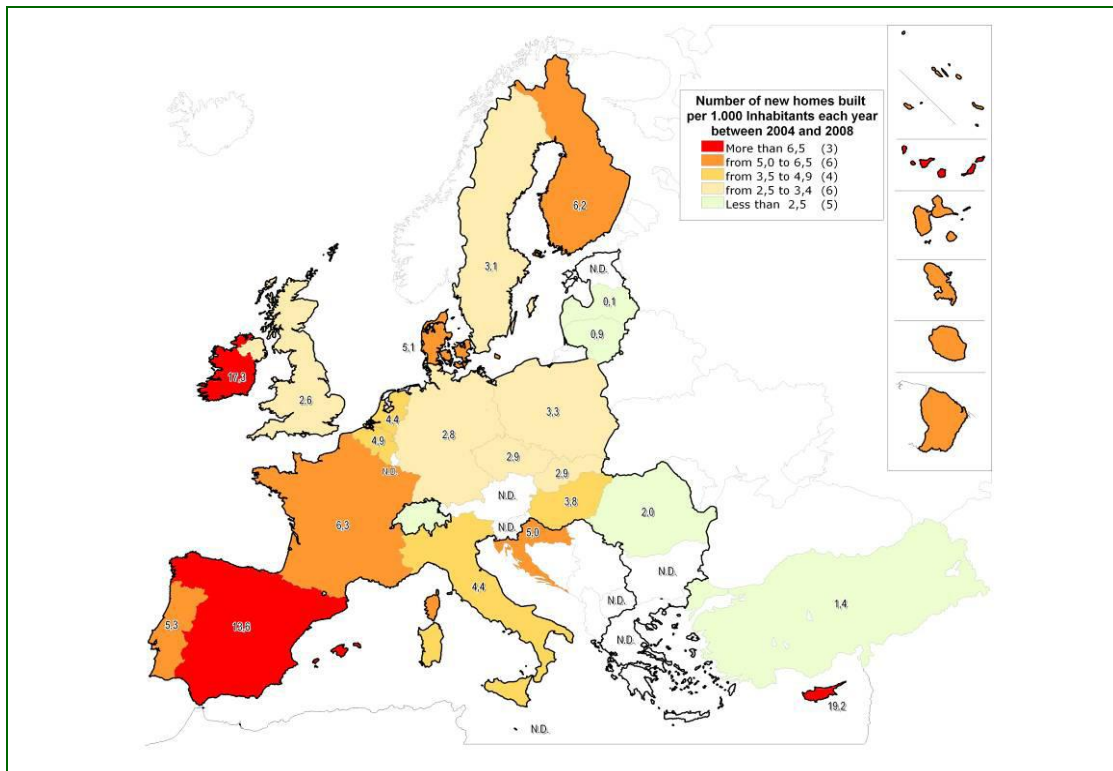 Number of new homes built
per 1.000 Inhabitants each year
between 2004 and 2008
More than 6,5 (3)
from 5,0 to 6,5 (6)
from 3,5 to 4,9 (4)
from 2,5 to 3,4 (6)
Less than 2,5 (5)
6,2
3,1
N.D.
0,1
0,9
5,1
17,3
2,6
4,4
3,3
4,9
2,8
2,9
2,9
N.D.
N.D.
3,8
2,0
6,3
N.D.
5,0
N.D.
4,4
N.D.
1,4
5,3
13,6
N.D.
19,2
N.D.